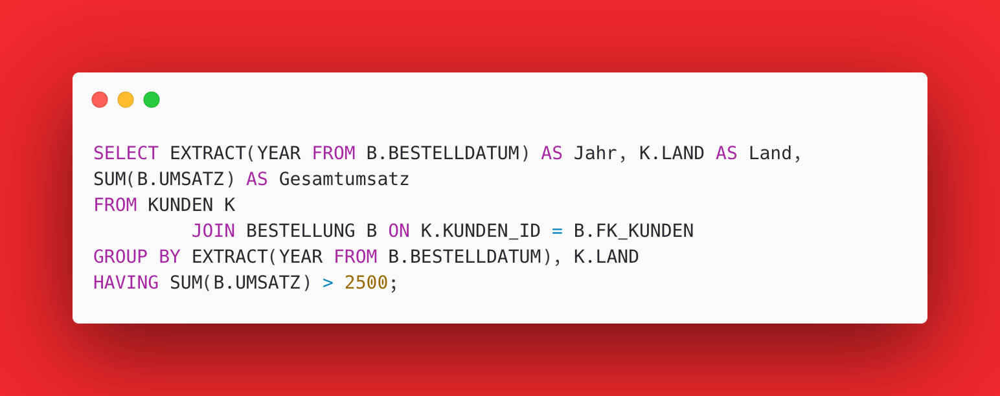 SELECT EXTRACT(YEAR FROM B.BESTELLDATUM) AS Jahr, K.LAND AS Land,
SUM(B.UMSATZ) AS Gesamtumsatz
FROM KUNDEN K
         JOIN BESTELLUNG B ON K.KUNDEN_ID = B.FK_KUNDEN
GROUP BY EXTRACT(YEAR FROM B.BESTELLDATUM), K.LAND
HAVING SUM(B.UMSATZ) > 2500;